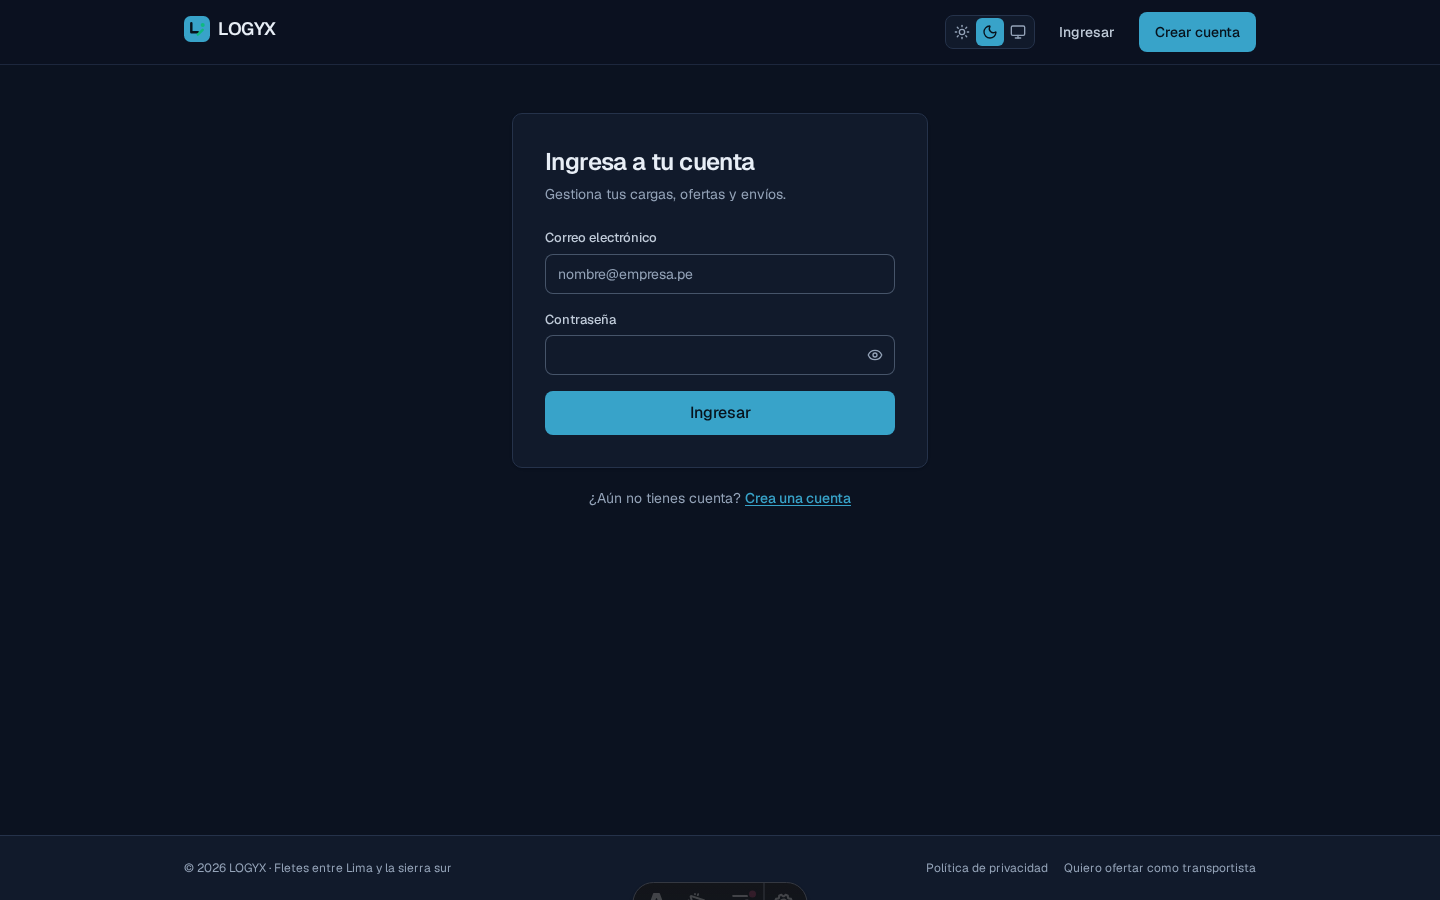 LOGYX
Ingresar
Crear cuenta
Ingresa a tu cuenta
Gestiona tus cargas, ofertas y envíos.
Correo electrónico
nombre@empresa.pe
Contraseña
Ingresar
¿Aún no tienes cuenta? Crea una cuenta
© 2026 LOGYX · Fletes entre Lima y la sierra sur
Política de privacidad
Quiero ofertar como transportista